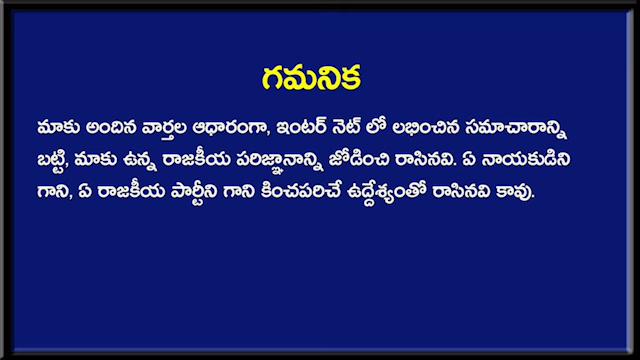 గమనిక
మాకు అందిన వార్తల ఆధారంగా, ఇంటర్ నెట్ లో లభించిన సమాచారాన్ని
బట్టి, మాకు ఉన్న రాజకీయ పరిజ్ఞానాన్ని జోడించి రాసినవి. ఏ నాయకుడిని
గాని, ఏ రాజకీయ పార్టీని గాని కించపరిచే ఉద్దేశ్యంతో రాసినవి కావు.